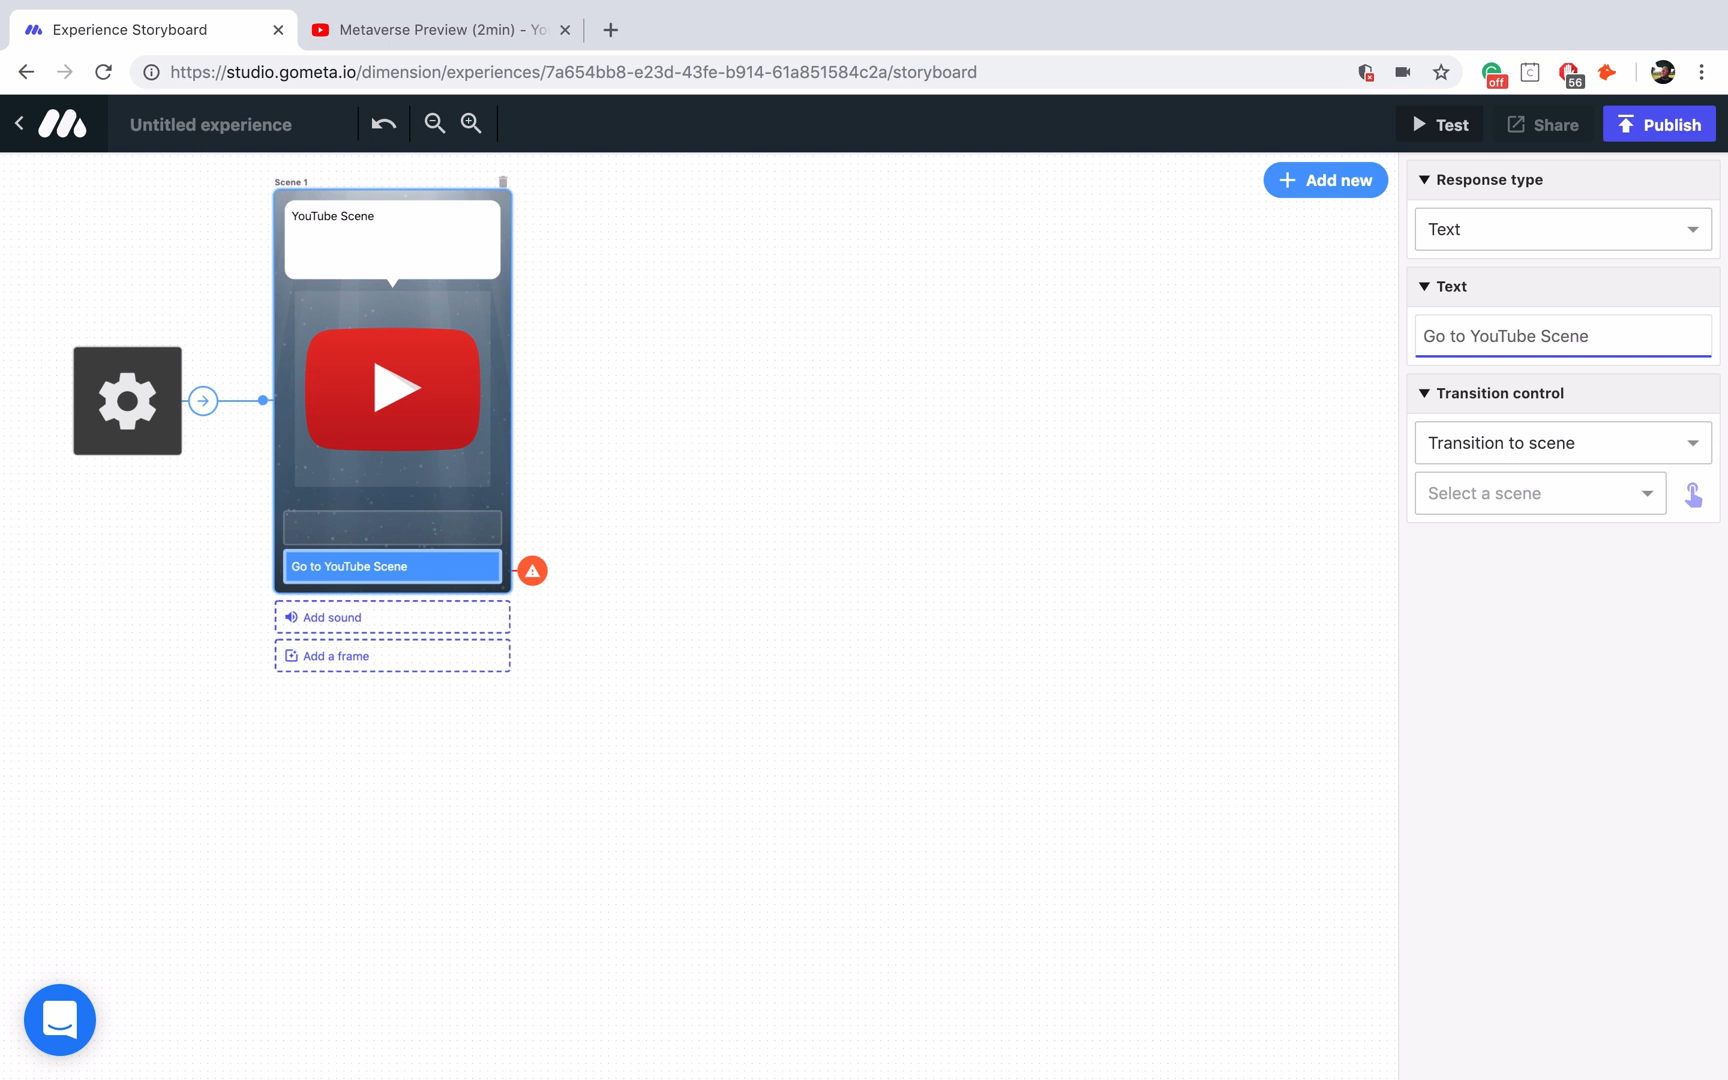 Experience Storyboard
Metaverse Preview (2min) - Yo
https://studio.gometa.io/dimension/experiences/7a654bb8-e23d-43fe-b914-61a851584c2a/storyboard
off
C
56
Untitled experience
Test
Share
Publish
Scene 1
YouTube Scene
Go to YouTube Scene
Add sound
Add a frame
Add new
Response type
Text
Text
Go to YouTube Scene
Transition control
Transition to scene
Select a scene